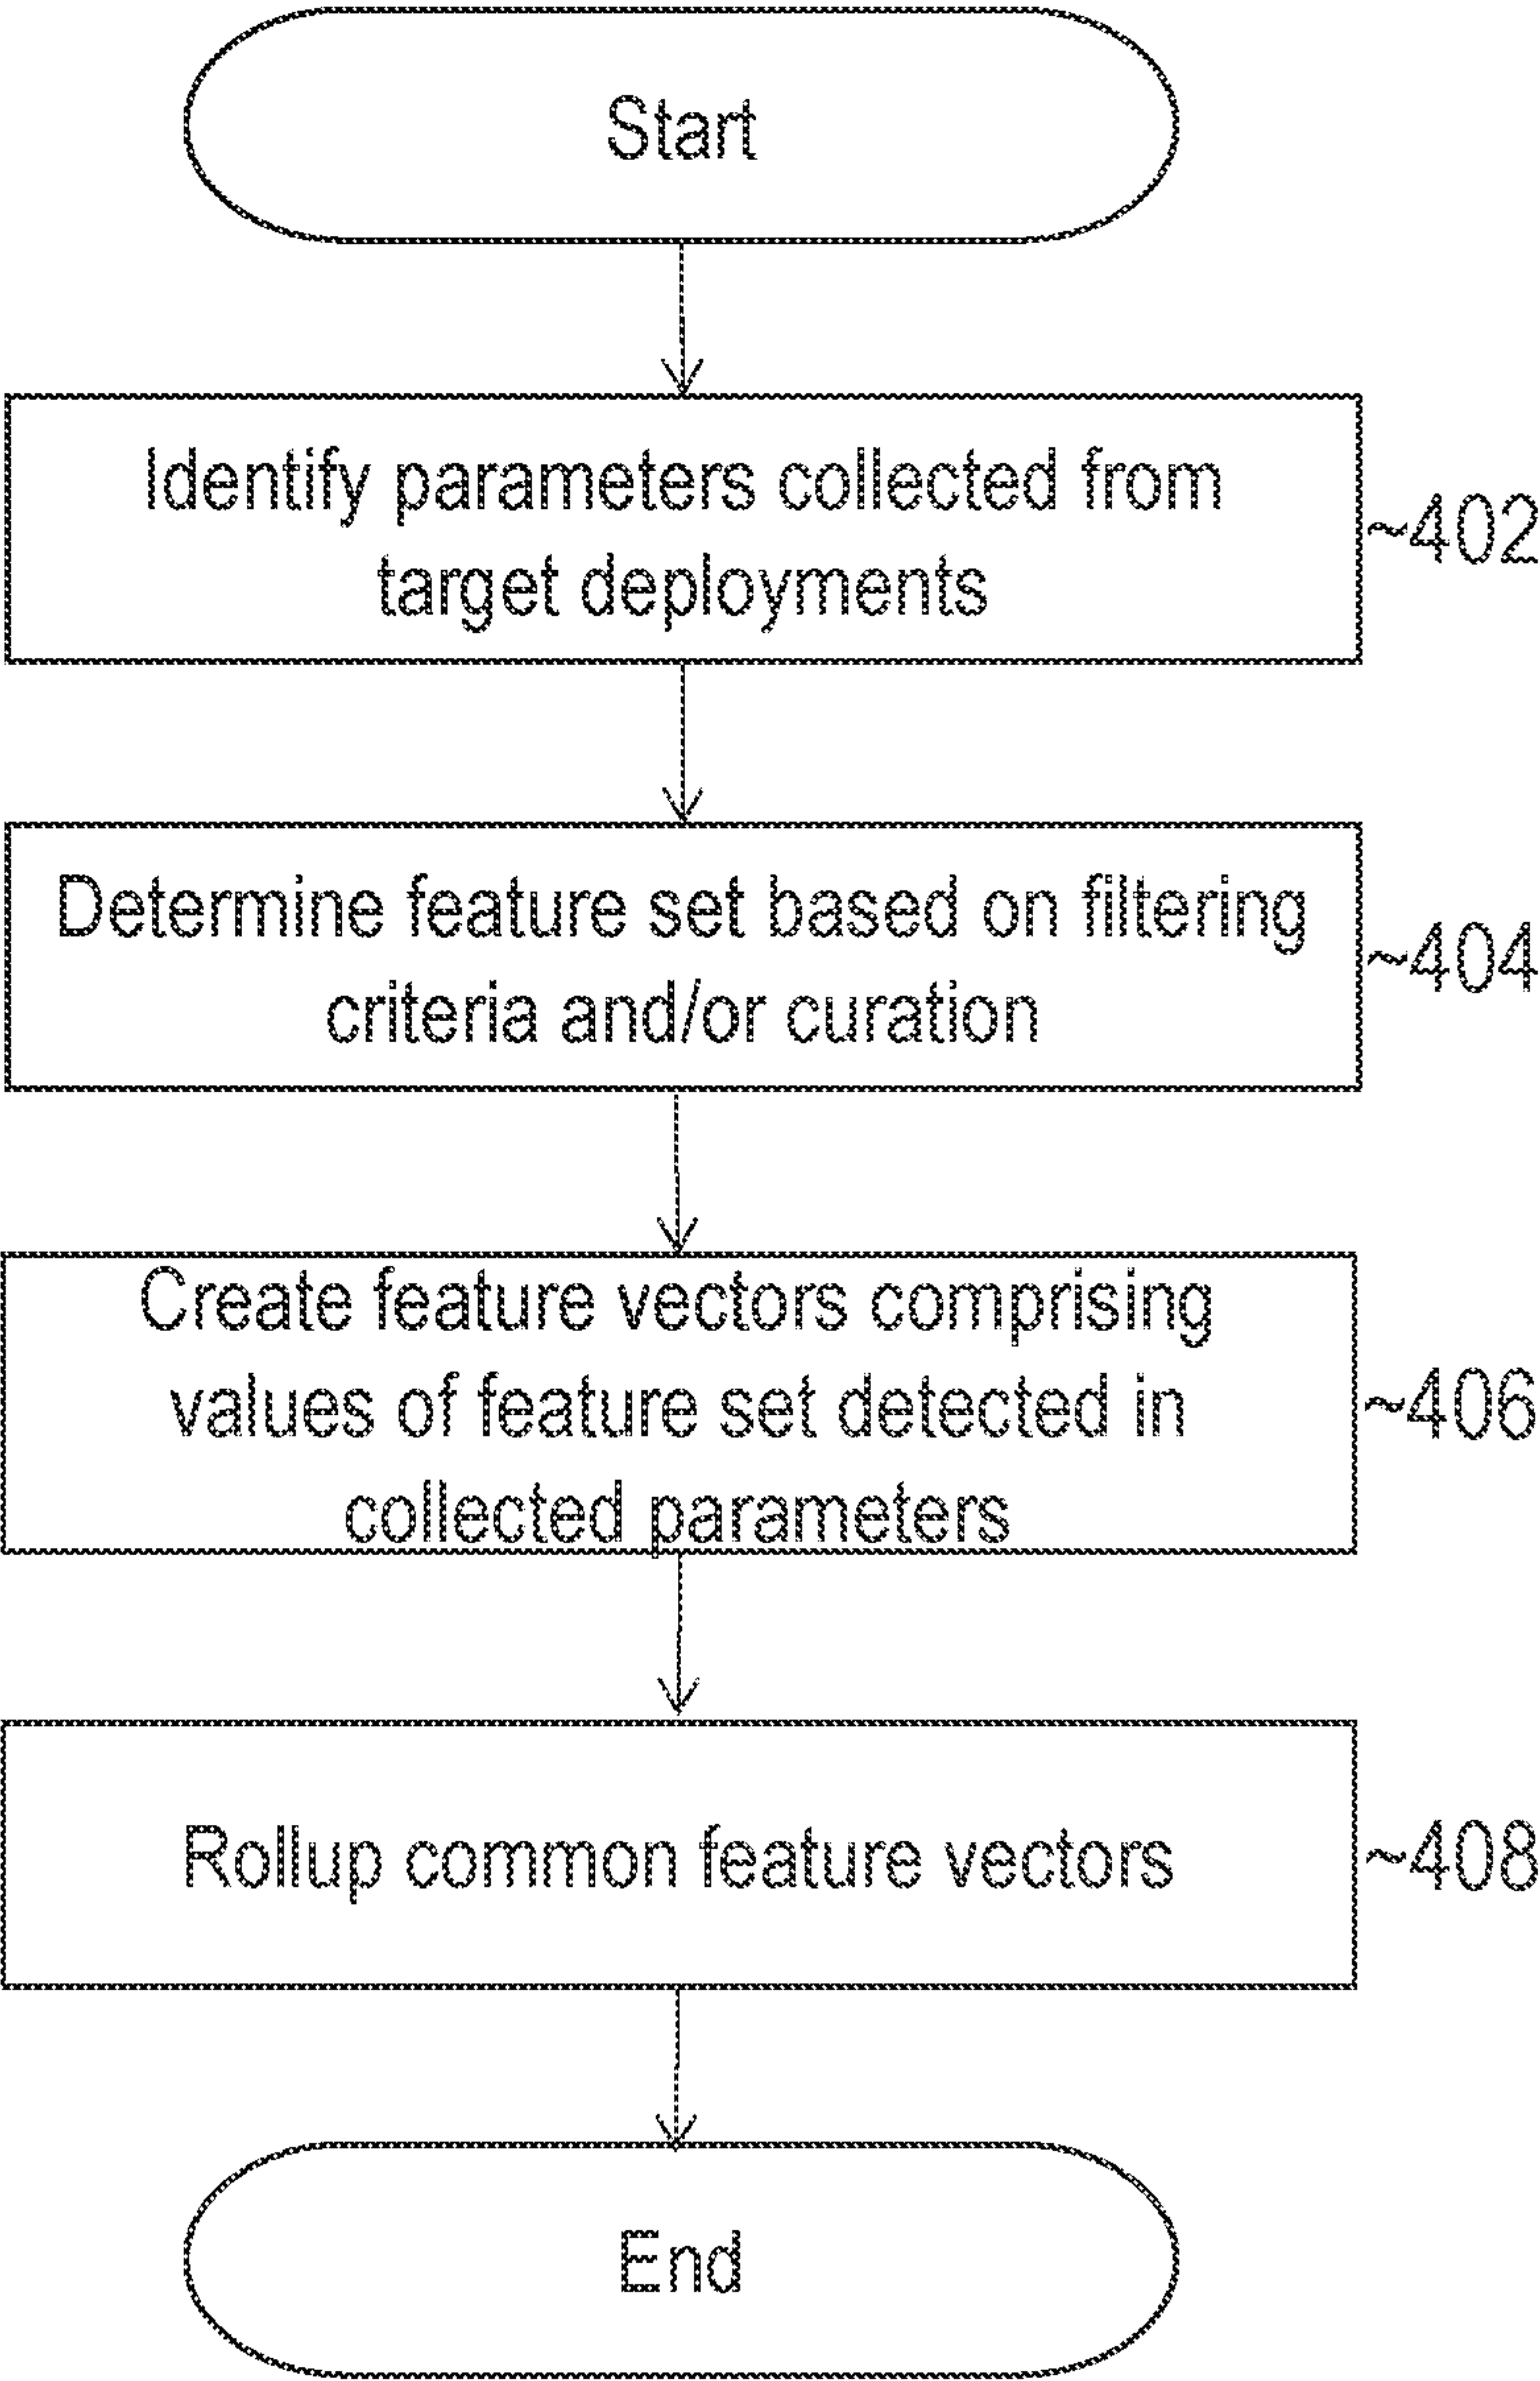 Start
Identify parameters collected from
target deployments
~402
Determine feature set based on filtering
criteria and/or curation
~404
Create feature vectors comprising
values of feature set detected in
collected parameters
~406
Rollup common feature vectors
~408
End